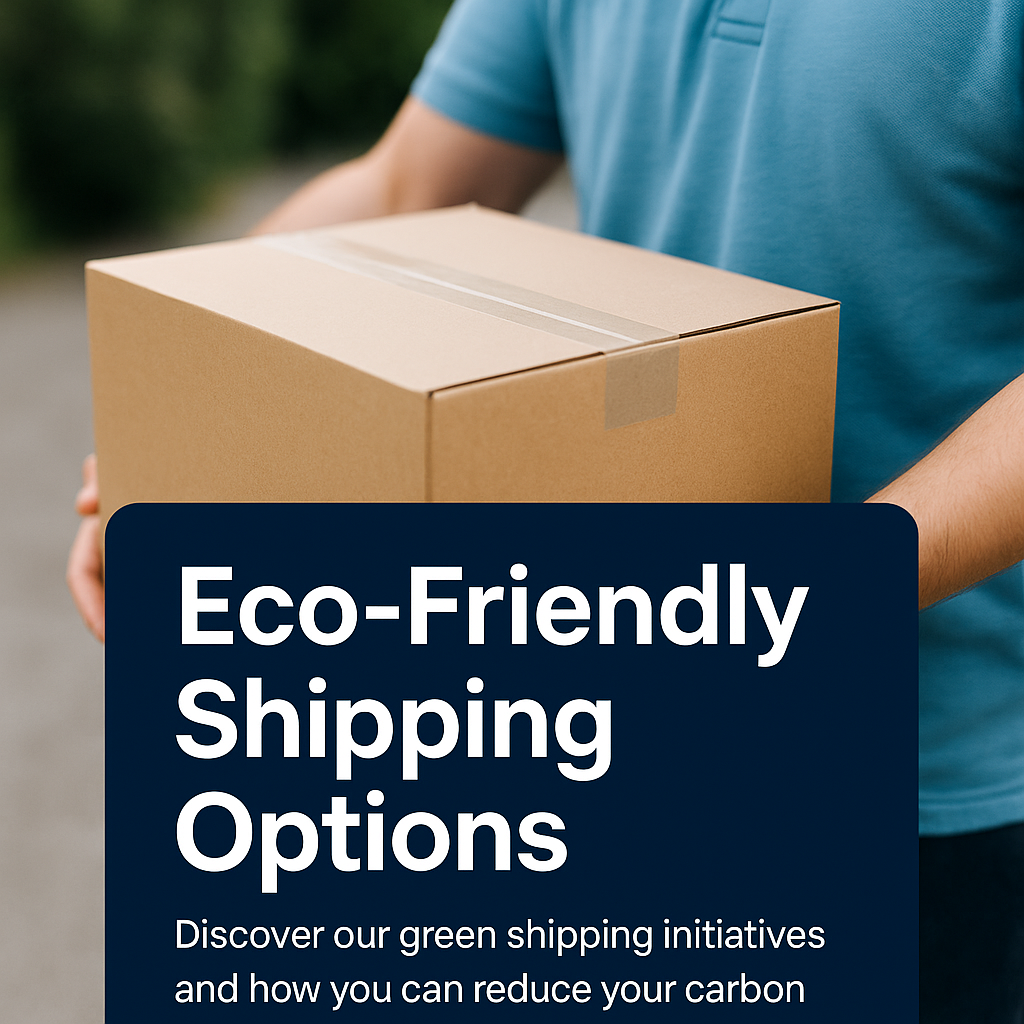 Eco-Friendly
Shipping
Options
Discover our green shipping initiatives
and how you can reduce your carbon